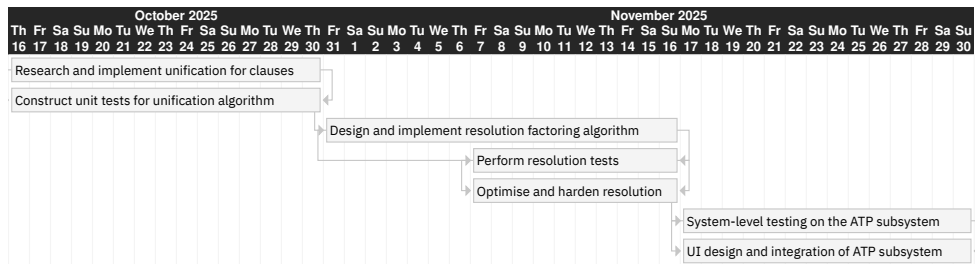 October 2025 November 2025
Th Fr Sa Su Mo Tu We Th Fr Sa Su Mo Tu We Th Fr Sa Su Mo Tu We Th Fr Sa Su Mo Tu We Th Fr Sa Su Mo Tu We Th Fr Sa Su Mo Tu We Th Fr Sa Su
16 17 18 19 20 21 22 23 24 25 26 27 28 29 30 31 1 2 3 4 5 6 7 8 9 10 11 12 13 14 15 16 17 18 19 20 21 22 23 24 25 26 27 28 29 30
Research and implement unification for clauses
Construct unit tests for unification algorithm
Design and implement resolution factoring algorithm
Perform resolution tests
Optimise and harden resolution
System-level testing on the ATP subsystem
UI design and integration of ATP subsystem